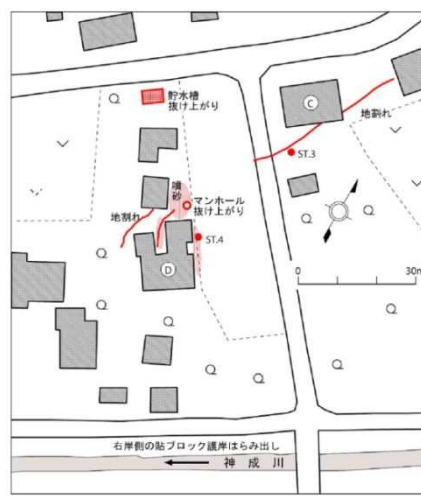 貯水槽
抜け上がり
C
地割れ
ST.3
噴砂
マンホール
抜け上がり
地割れ
ST.4
D
0 30m
右岸側の貼ブロック護岸はらみ出し
神成川